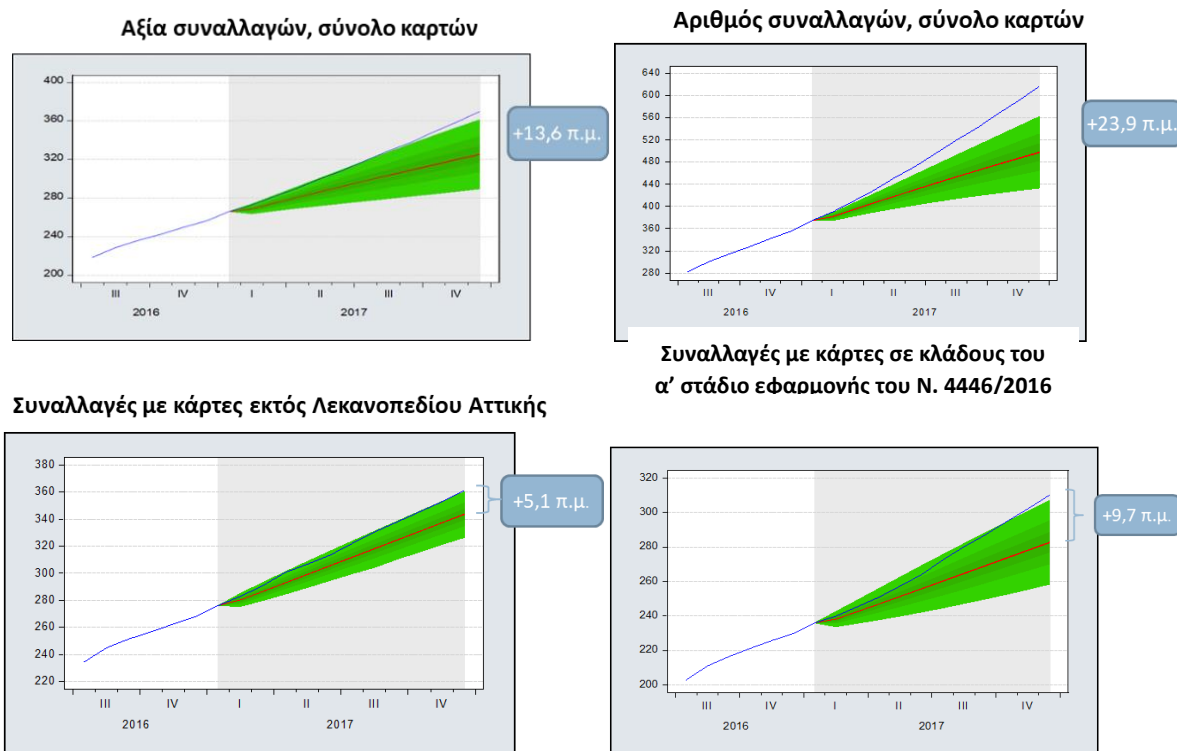 Αξία συναλλαγών, σύνολο καρτών
400
360
320
280
240
200
III IV I II III IV
2016 2017
+13,6 π.μ.
Αριθμός συναλλαγών, σύνολο καρτών
640
600
560
520
480
440
400
360
320
280
III IV I II III IV
2016 2017
+23,9 π.μ.
Συναλλαγές με κάρτες εκτός Λεκανοπεδίου Αττικής
380
360
340
320
300
280
260
240
220
III IV I II III IV
2016 2017
+5,1 π.μ.
Συναλλαγές με κάρτες σε κλάδους του
α’ στάδιο εφαρμογής του Ν. 4446/2016
320
300
280
260
240
220
200
III IV I II III IV
2016 2017
+9,7 π.μ.